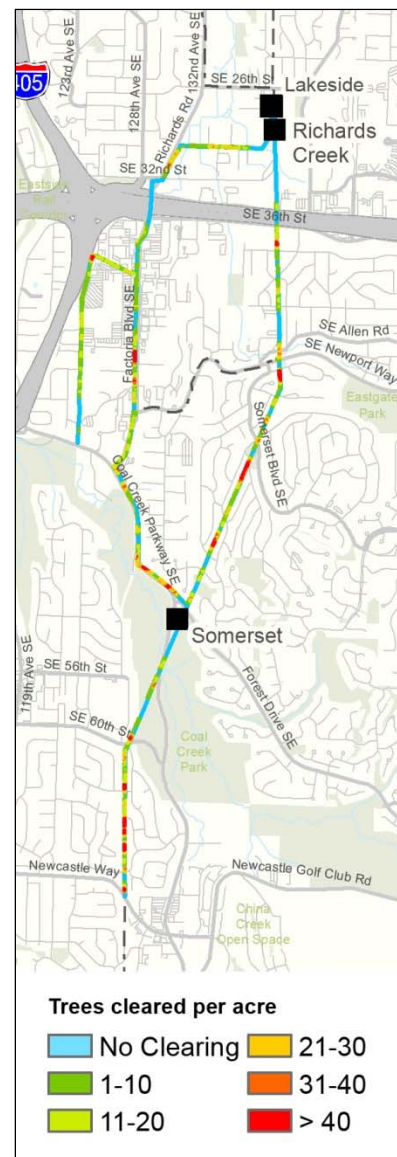 405
123rd Ave SE
128th Ave SE
132nd Ave SE
Richards Rd
SE 26th St
Lakeside
Richards
Creek
SE 32nd St
Eastside
Rail
Corridor
SE 36th St
Factoria Blvd SE
SE Allen Rd
SE Newport Way
Eastgate
Park
Somerset Blvd SE
Coal Creek Parkway SE
Somerset
119th Ave SE
SE 56th St
Forest Drive SE
SE 60th St
Coal
Creek
Park
Newcastle Way
Newcastle Golf Club Rd
China
Creek
Open Space
Trees cleared per acre
No Clearing
21-30
1-10
31-40
11-20
> 40